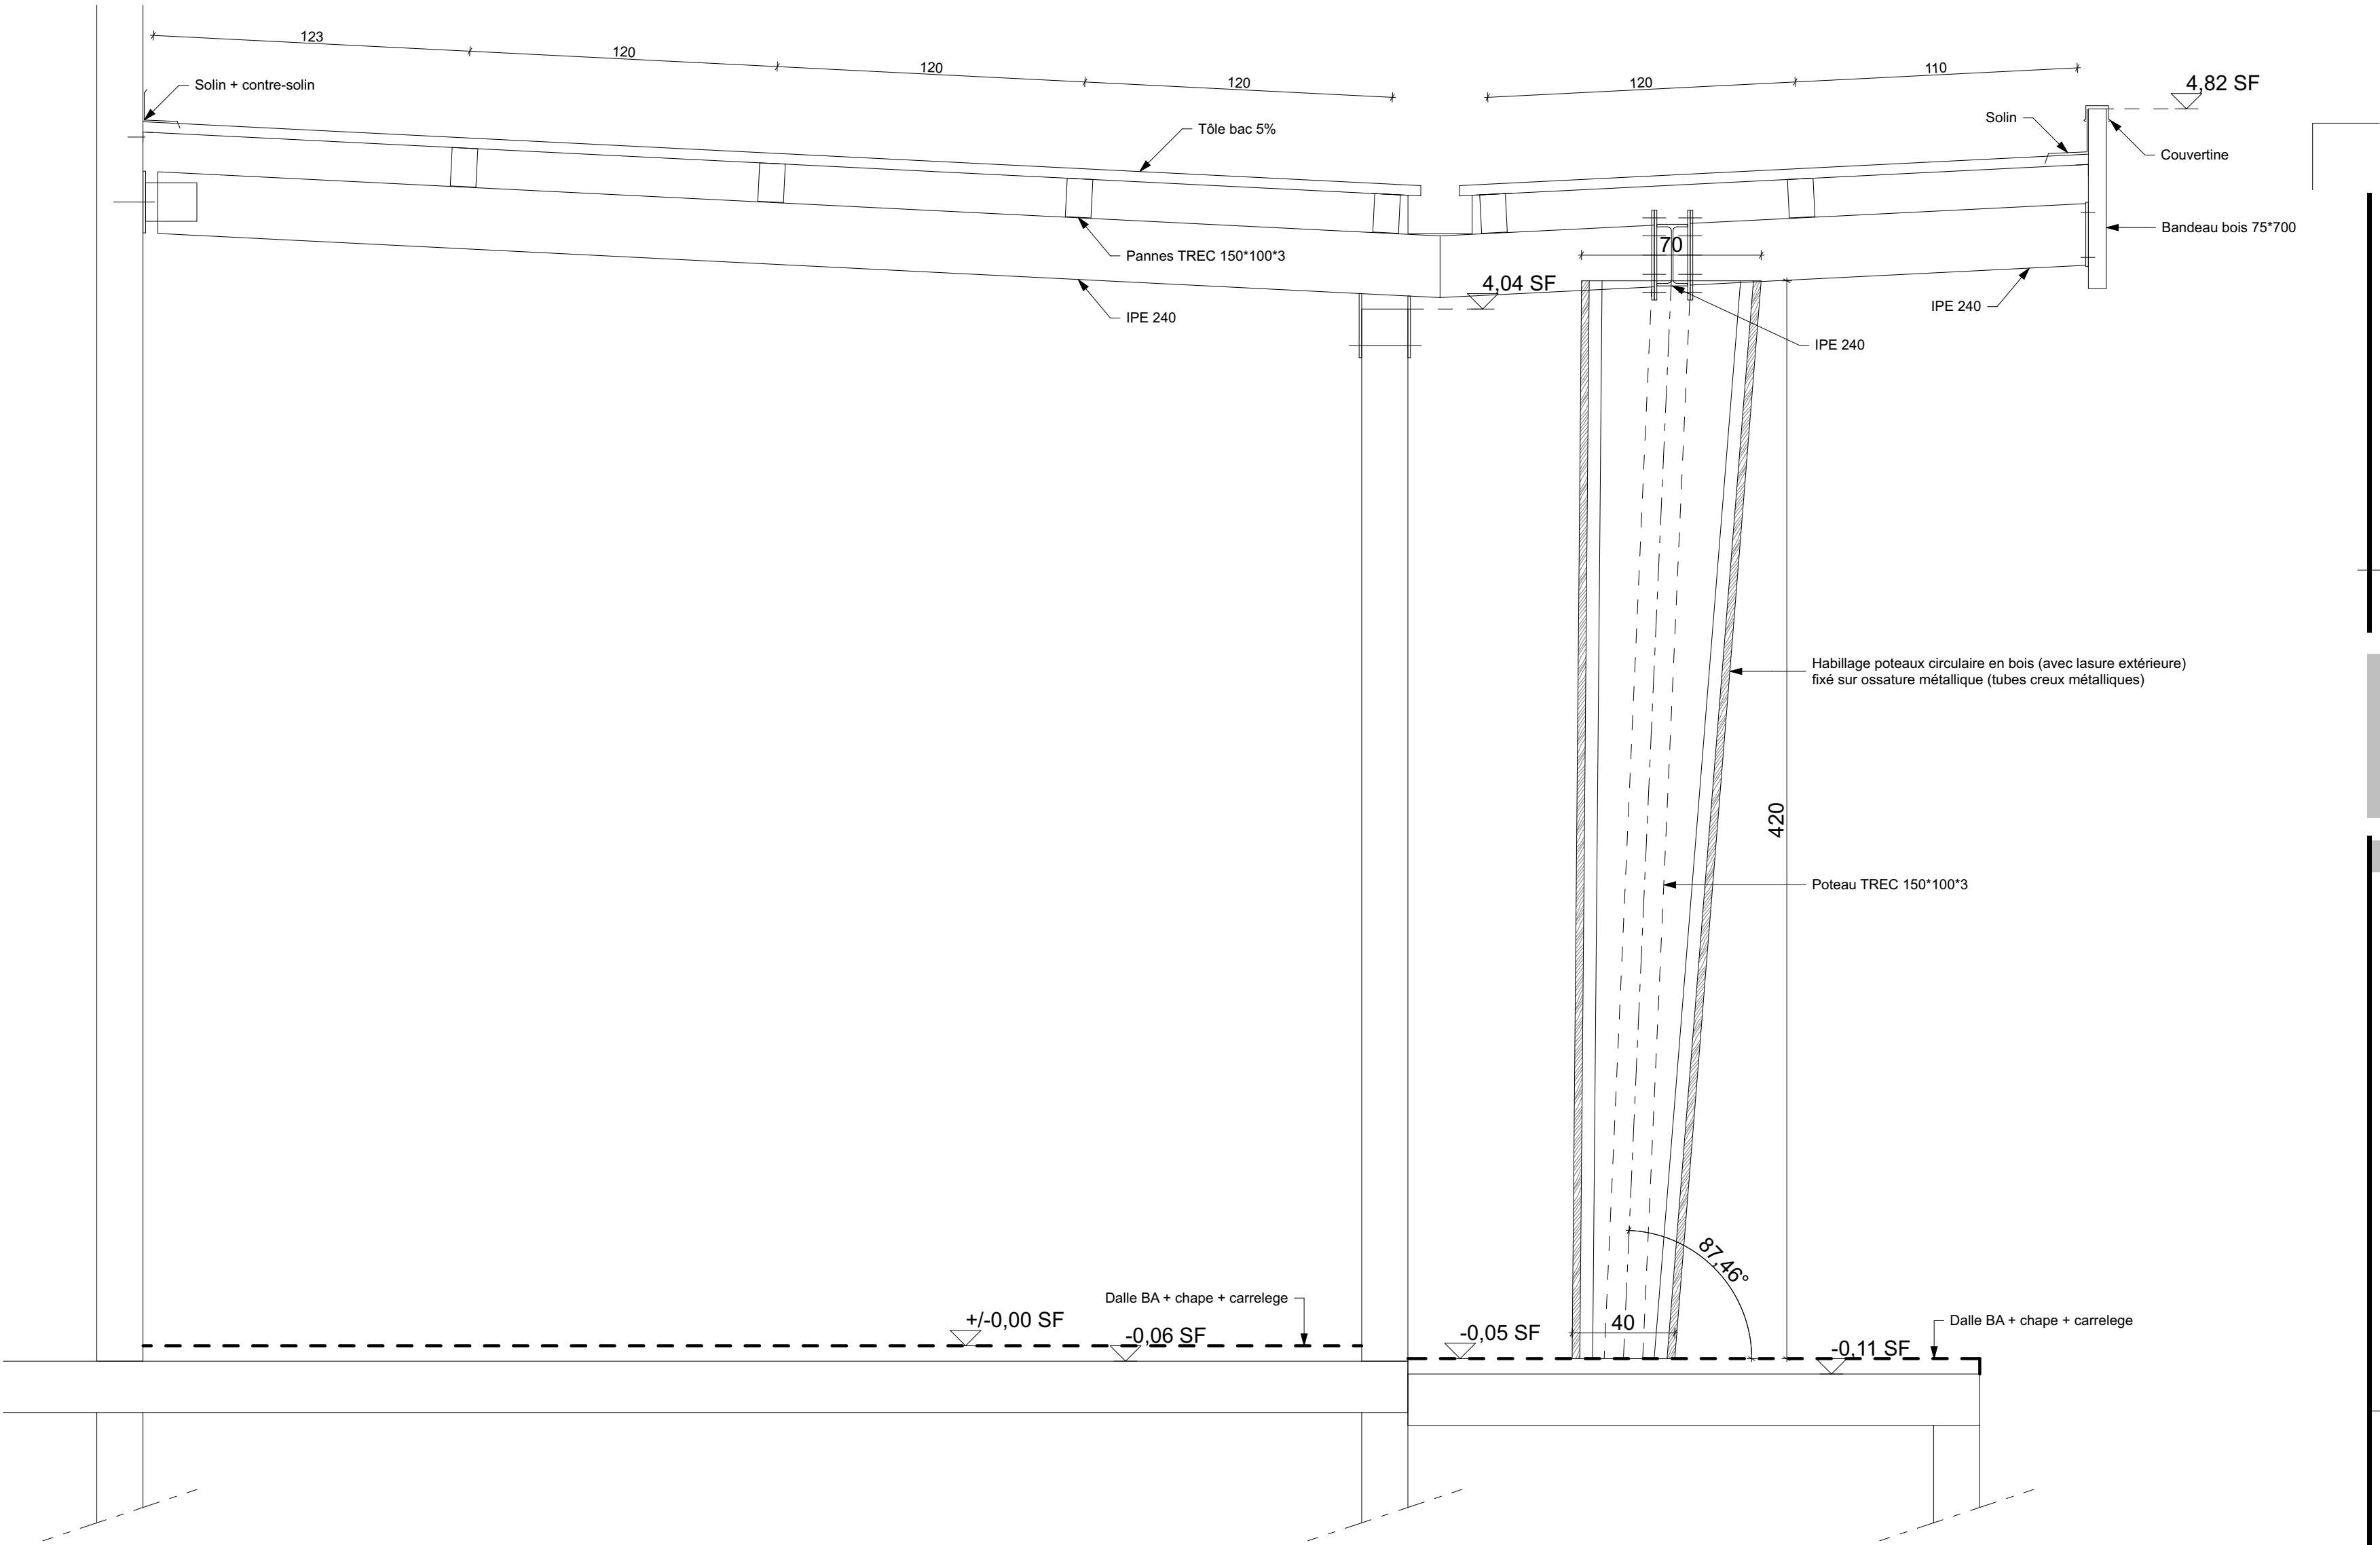 123
120
120
120
120
110
4,82 SF
Solin + contre-solin
Solin
Tôle bac 5%
Couvertine
Bandeau bois 75*700
70
Pannes TREC 150*100*3
4,04 SF
IPE 240
IPE 240
IPE 240
Habillage poteaux circulaire en bois (avec lasure extérieure)
fixé sur ossature métallique (tubes creux métalliques)
420
Poteau TREC 150*100*3
87,46°
Dalle BA + chape + carrelege
+/-0,00 SF
-0,06 SF
-0,05 SF
40
-0,11 SF
Dalle BA + chape + carrelege